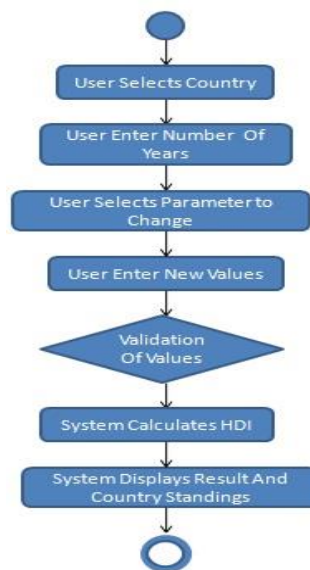 User Selects Country
User Enter Number Of
Years
User Selects Parameter to
Change
User Enter New Values
Validation
Of Values
System Calculates HDI
System Displays Result And
Country Standings